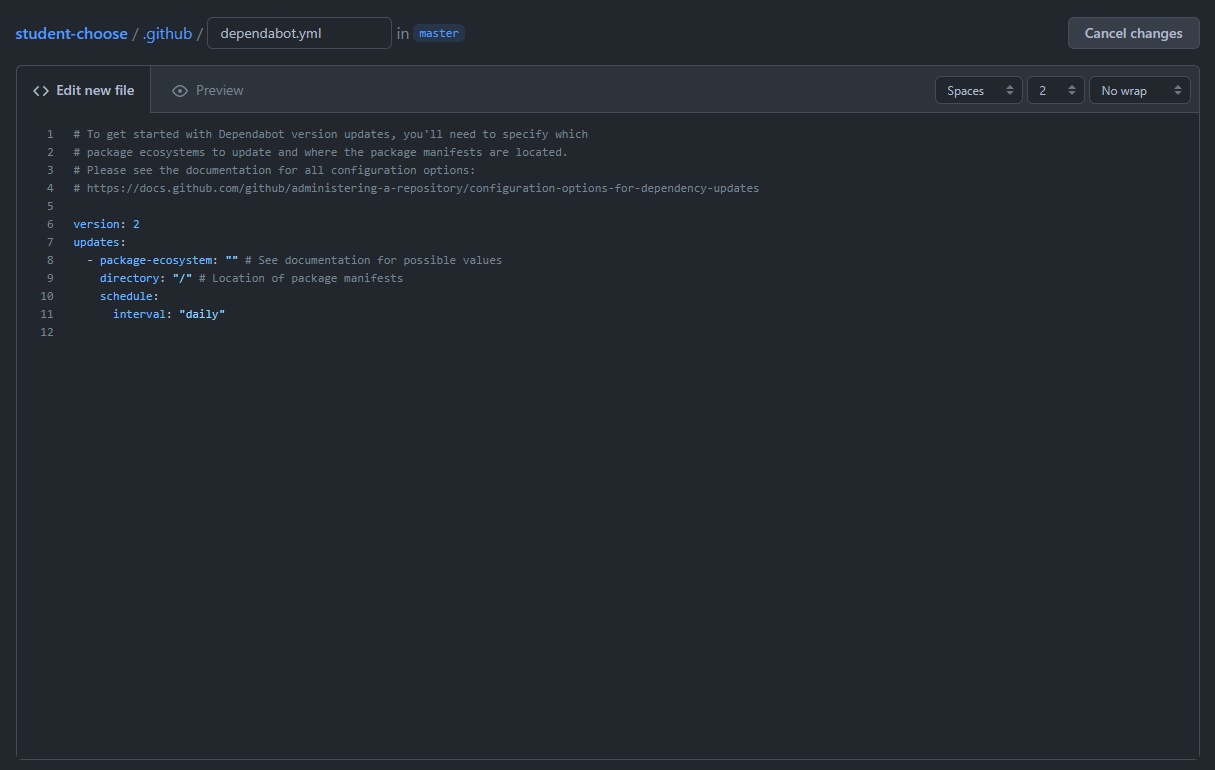 student-choose / .github / dependabot.yml in master Cancel changes
Edit new file Preview Spaces 2 No wrap
1 # To get started with Dependabot version updates, you'll need to specify which
2 # package ecosystems to update and where the package manifests are located.
3 # Please see the documentation for all configuration options:
4 # https://docs.github.com/github/administering-a-repository/configuration-options-for-dependency-updates
5
6 version: 2
7 updates:
8   - package-ecosystem: "" # See documentation for possible values
9     directory: "/" # Location of package manifests
10     schedule:
11       interval: "daily"
12